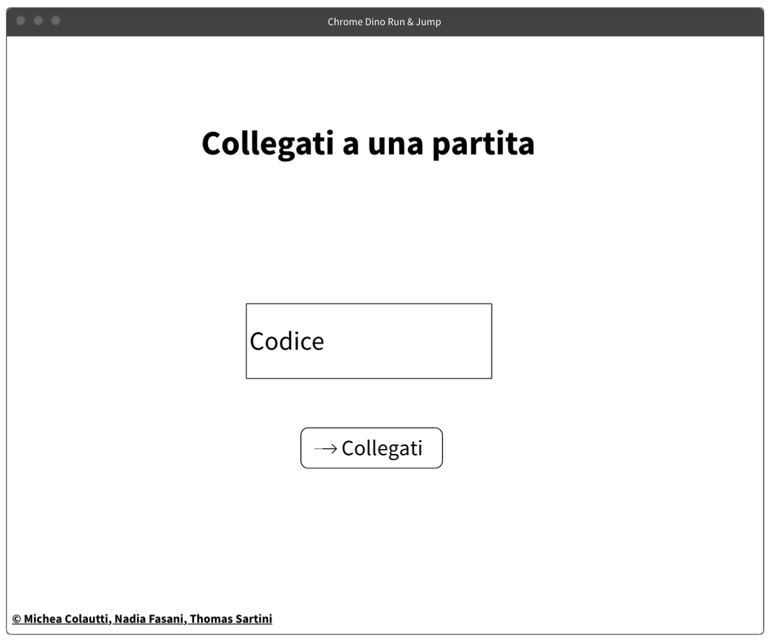 Chrome Dino Run & Jump
Collegati a una partita
Codice
Collegati
© Michea Colautti, Nadia Fasani, Thomas Sartini